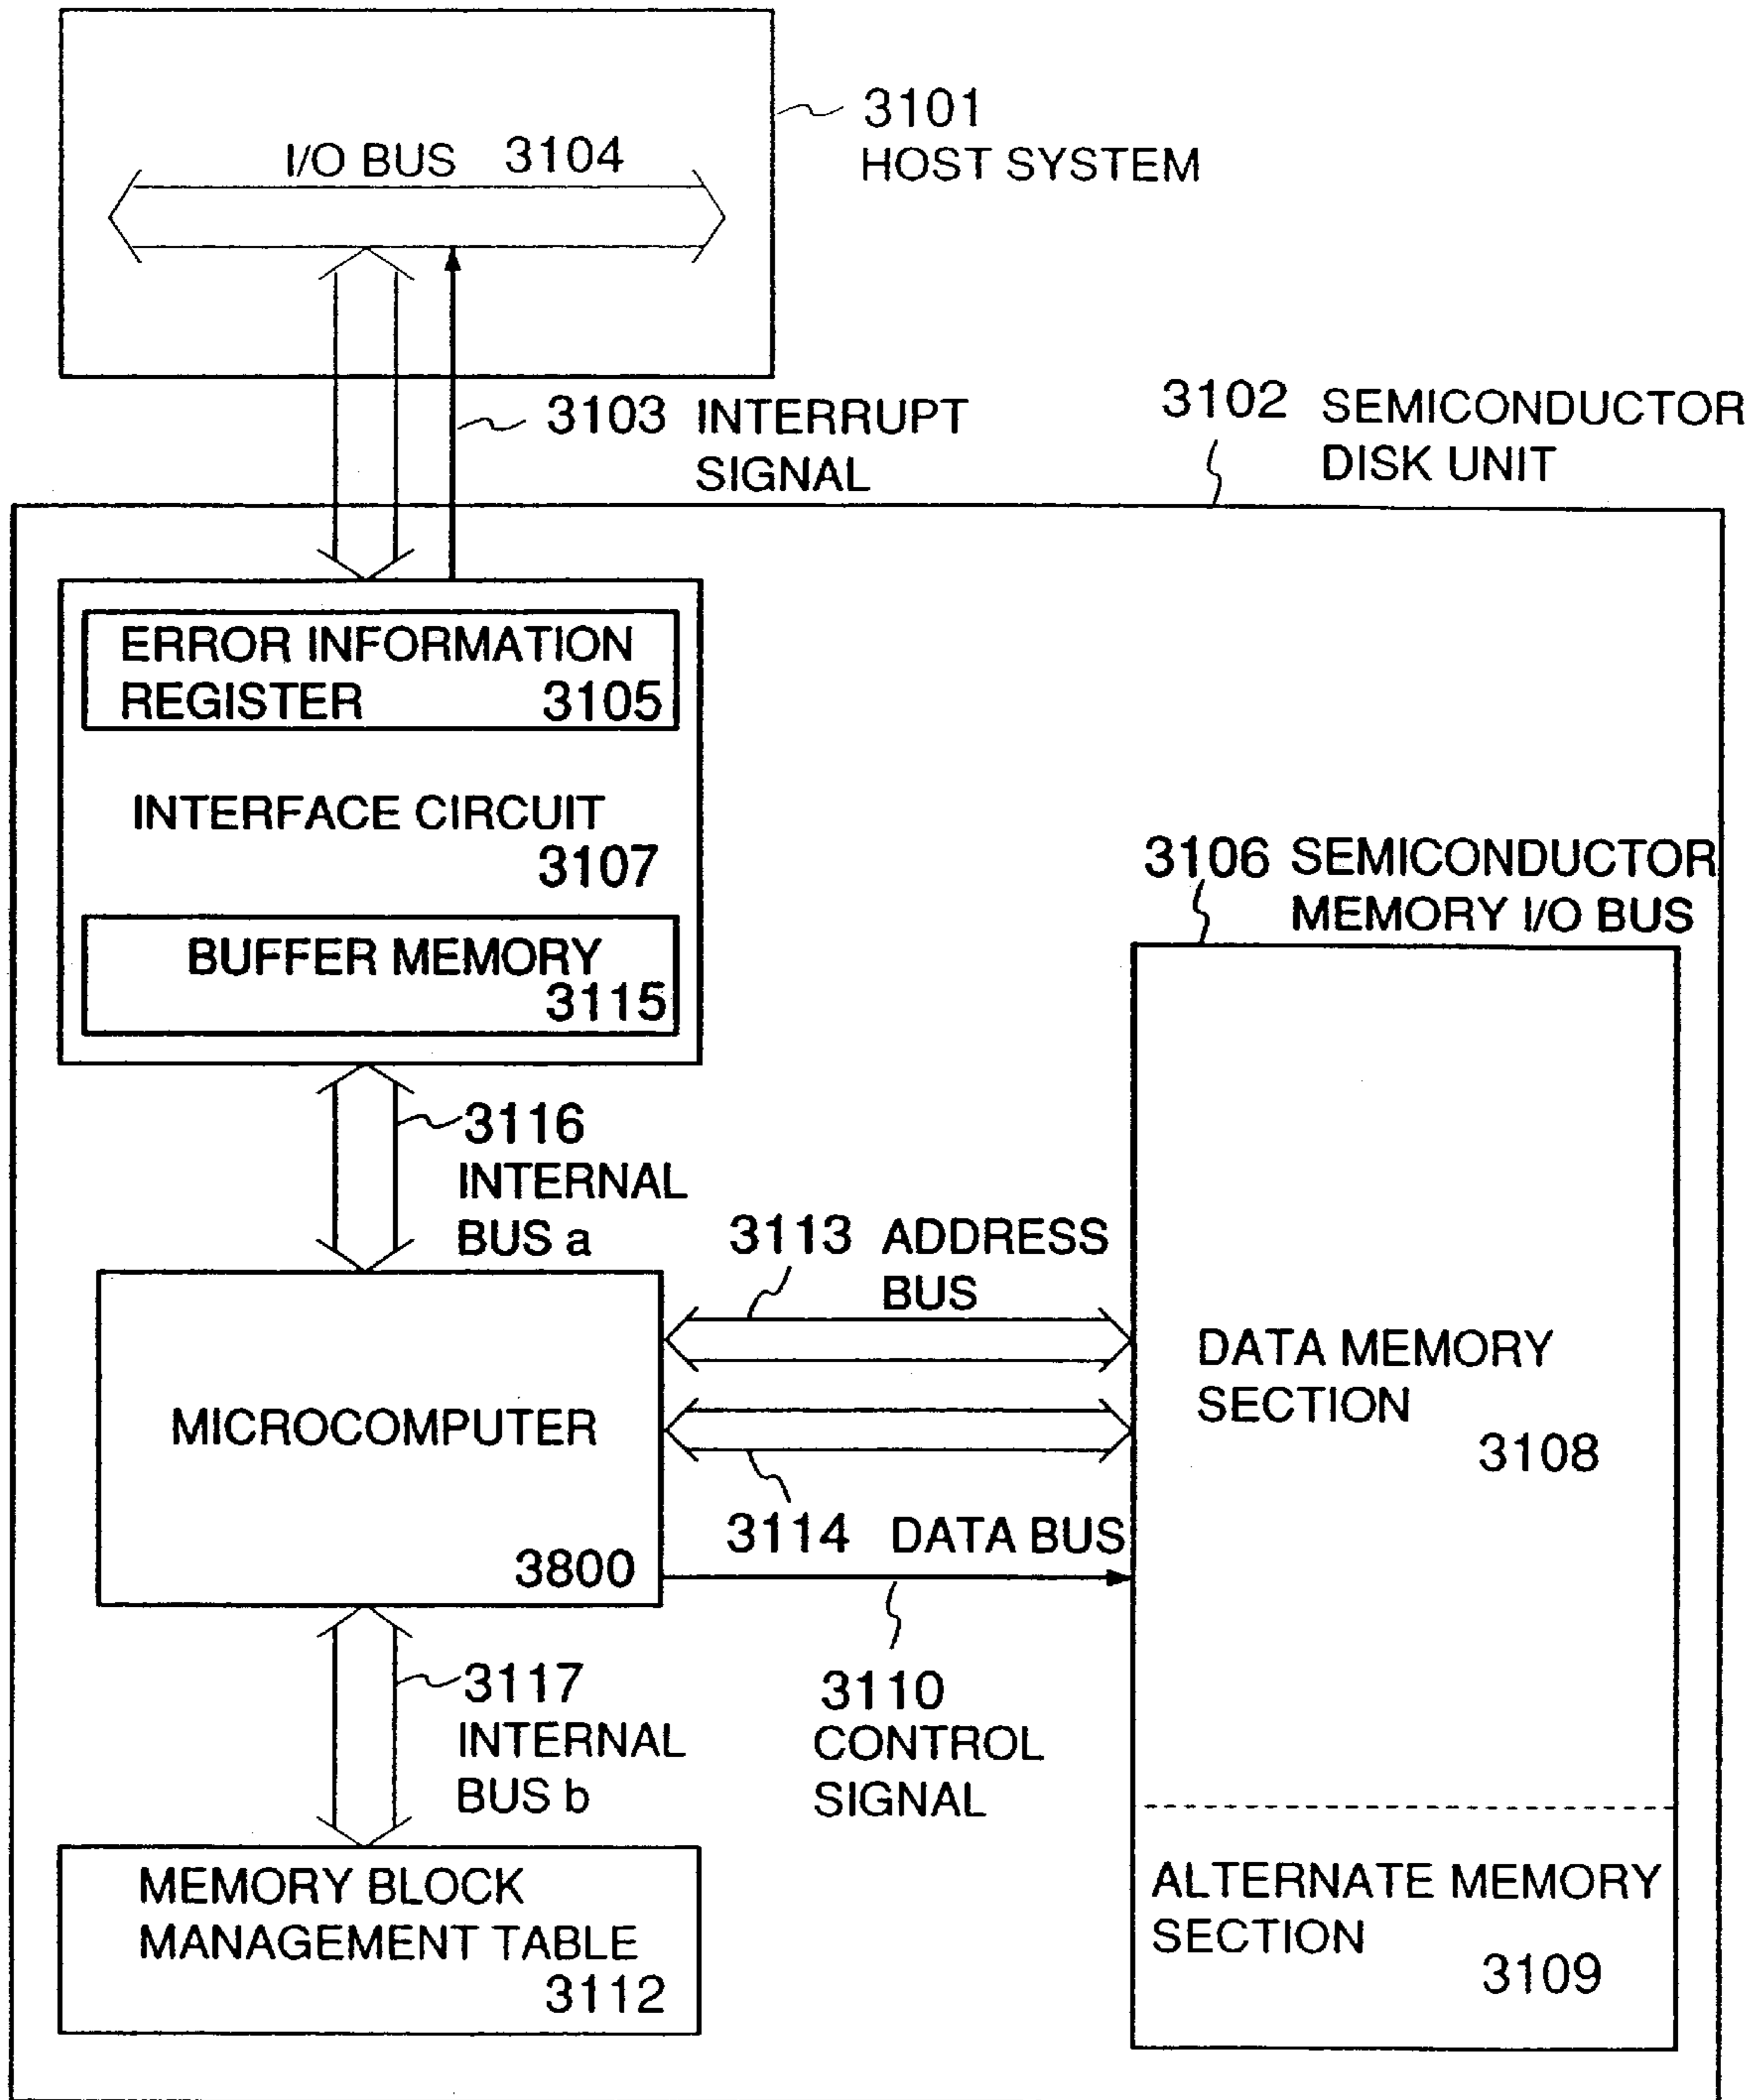 3101
HOST SYSTEM
I/O BUS 3104
3103 INTERRUPT
SIGNAL
3102 SEMICONDUCTOR
DISK UNIT
ERROR INFORMATION
REGISTER 3105
INTERFACE CIRCUIT
3107
BUFFER MEMORY
3115
3106 SEMICONDUCTOR
MEMORY I/O BUS
3116
INTERNAL
BUS a
3113 ADDRESS
BUS
MICROCOMPUTER
3800
3114 DATA BUS
DATA MEMORY
SECTION
3108
3117
INTERNAL
BUS b
3110
CONTROL
SIGNAL
MEMORY BLOCK
MANAGEMENT TABLE
3112
ALTERNATE MEMORY
SECTION
3109